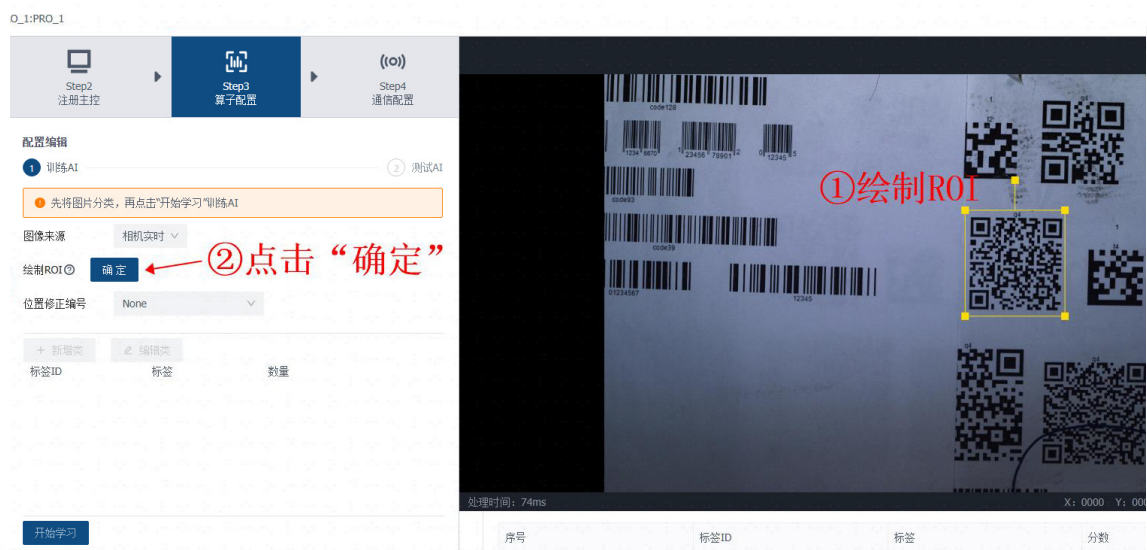 O_1:PRO_1
Step2
注册主控
Step3
算子配置
Step4
通信配置
配置编辑
1 训练AI
2 测试AI
先将图片分类，再点击“开始学习”训练AI
图像来源 相机实时
绘制ROI 确定
②点击“确定”
位置修正编号 None
+ 新增类 编辑类
标签ID 标签 数量
开始学习
code128
①绘制ROI
code93
code39
01234567
12345
处理时间：74ms
X：0000 Y：000
序号 标签ID 标签 分数